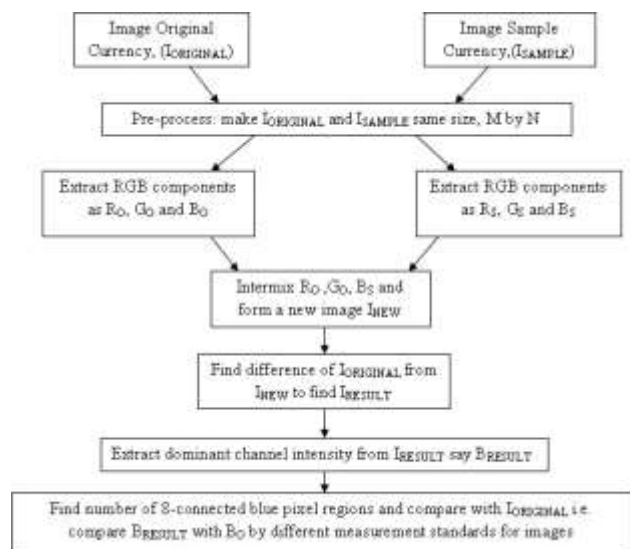 Image Original
Currency, (IORIGINAL)
Image Sample
Currency,(ISAMPLE)
Pre-process: make IORIGINAL and ISAMPLE same size, M by N
Extract RGB components
as RO, GO and BO
Extract RGB components
as RS, GS and BS
Intermix RO ,GO, BS and
form a new image INEW
Find difference of IORIGINAL from
INEW to find IRESULT
Extract dominant channel intensity from IRESULT say BRESULT
Find number of 8-connected blue pixel regions and compare with IORIGINAL i.e.
compare BRESULT with BO by different measurement standards for images